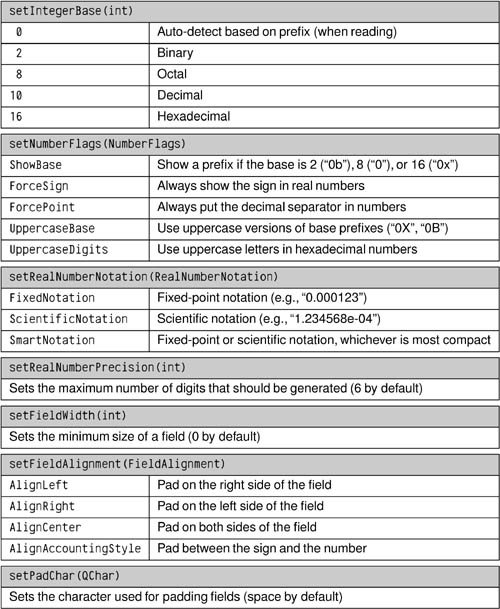 setIntegerBase(int)
0 Auto-detect based on prefix (when reading)
2 Binary
8 Octal
10 Decimal
16 Hexadecimal
setNumberFlags(NumberFlags)
ShowBase Show a prefix if the base is 2 (“0b”), 8 (“0”), or 16 (“0x”)
ForceSign Always show the sign in real numbers
ForcePoint Always put the decimal separator in numbers
UppercaseBase Use uppercase versions of base prefixes (“0X”, “0B”)
UppercaseDigits Use uppercase letters in hexadecimal numbers
setRealNumberNotation(RealNumberNotation)
FixedNotation Fixed-point notation (e.g., “0.000123”)
ScientificNotation Scientific notation (e.g., “1.234568e-04”)
SmartNotation Fixed-point or scientific notation, whichever is most compact
setRealNumberPrecision(int)
Sets the maximum number of digits that should be generated (6 by default)
setFieldWidth(int)
Sets the minimum size of a field (0 by default)
setFieldAlignment(FieldAlignment)
AlignLeft Pad on the right side of the field
AlignRight Pad on the left side of the field
AlignCenter Pad on both sides of the field
AlignAccountingStyle Pad between the sign and the number
setPadChar(QChar)
Sets the character used for padding fields (space by default)